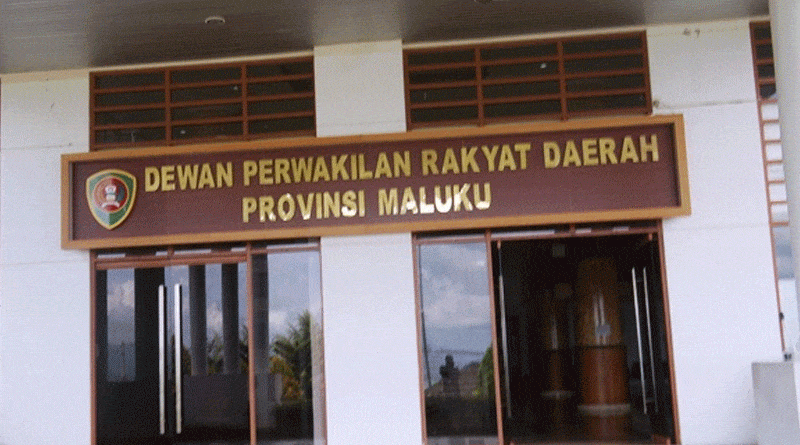 DEWAN PERWAKILAN RAKYAT DAERAH
PROVINSI MALUKU